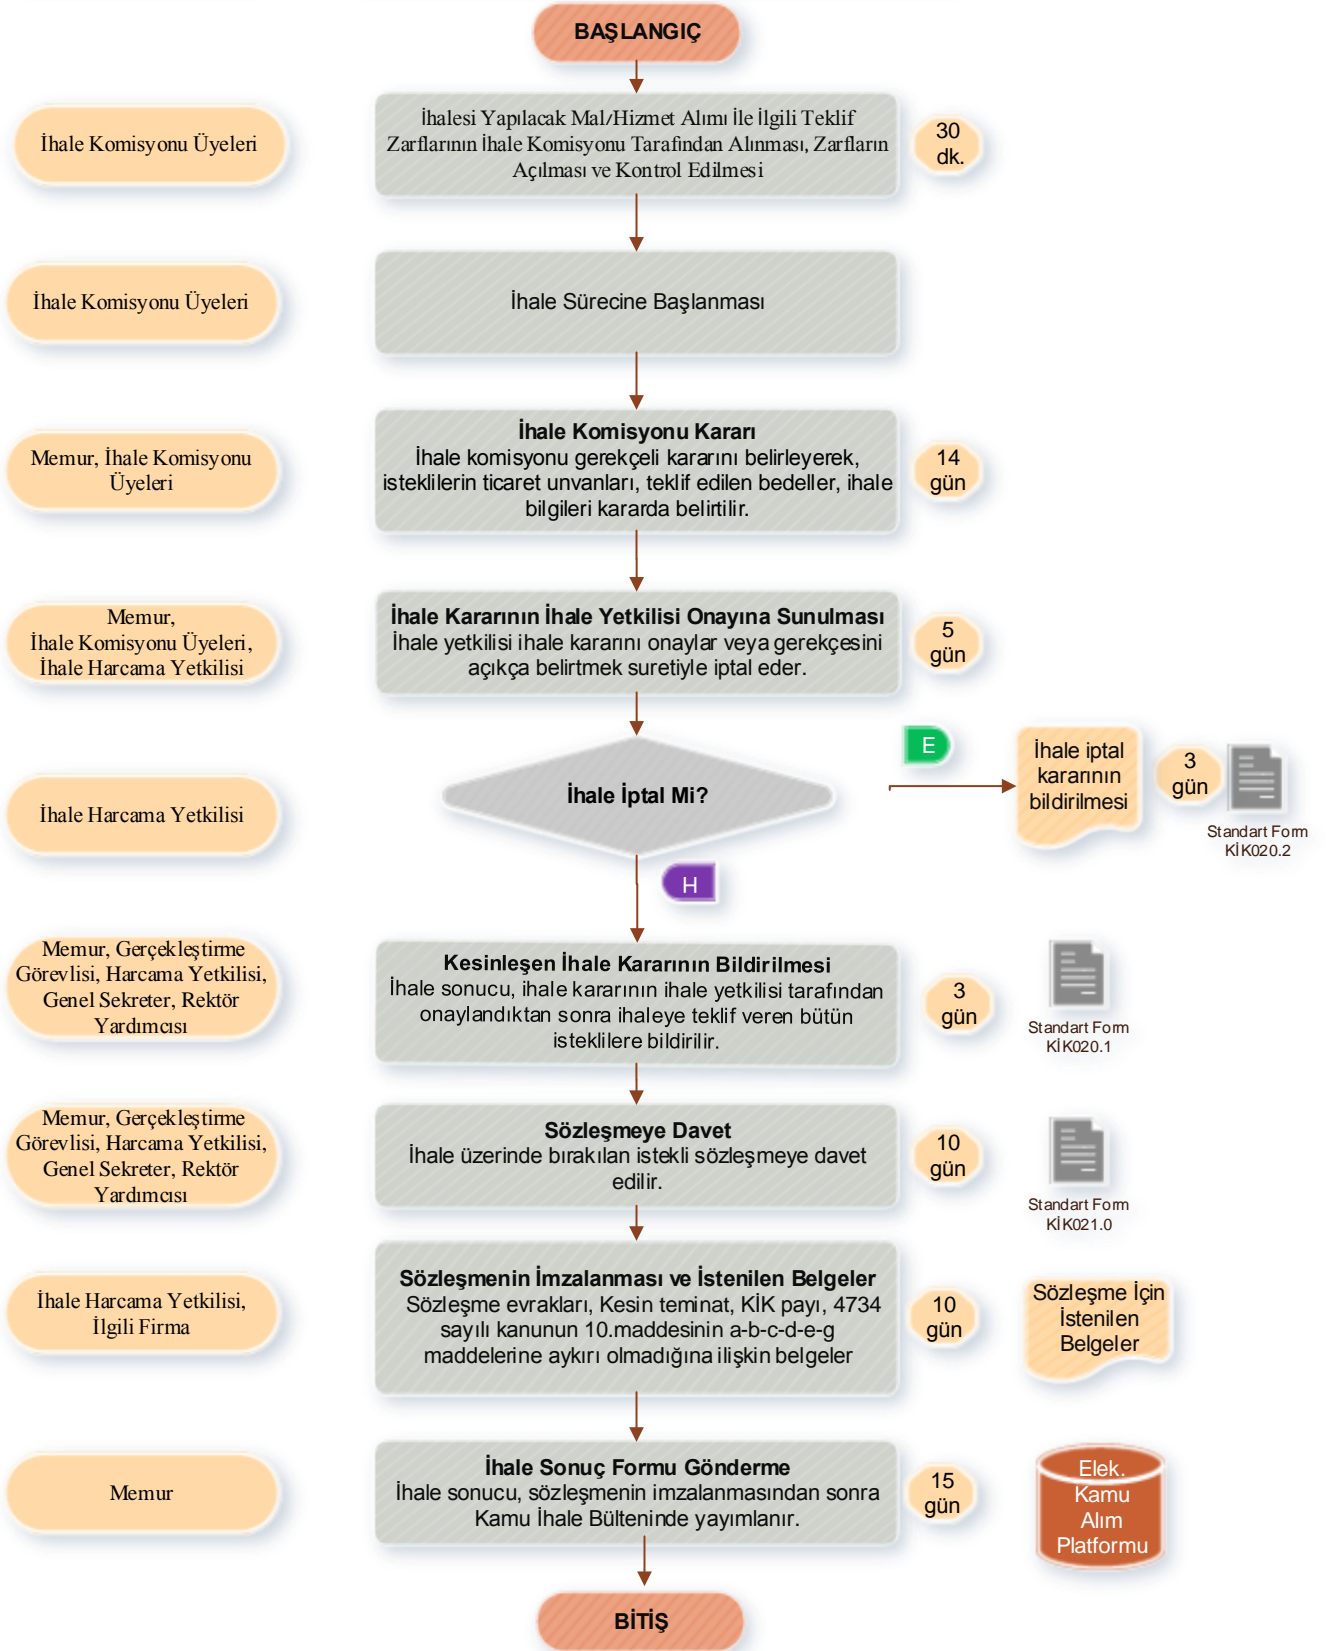 BAŞLANGIÇ
İhale Komisyonu Üyeleri
İhalesi Yapılacak Mal/Hizmet Alımı İle İlgili Teklif
Zarflarının İhale Komisyonu Tarafından Alınması, Zarfların
Açılması ve Kontrol Edilmesi
30
dk.
İhale Komisyonu Üyeleri
İhale Sürecine Başlanması
Memur, İhale Komisyonu
Üyeleri
İhale Komisyonu Kararı
İhale komisyonu gerekçeli kararını belirleyerek,
isteklilerin ticaret unvanları, teklif edilen bedeller, ihale
bilgileri kararda belirtilir.
14
gün
Memur,
İhale Komisyonu Üyeleri,
İhale Harcama Yetkilisi
İhale Kararının İhale Yetkilisi Onayına Sunulması
İhale yetkilisi ihale kararını onaylar veya gerekçesini
açıkça belirtmek suretiyle iptal eder.
5
gün
İhale Harcama Yetkilisi
İhale İptal Mi?
E
İhale iptal
kararının
bildirilmesi
3
gün
Standart Form
KİK020.2
H
Memur, Gerçekleştirme
Görevlisi, Harcama Yetkilisi,
Genel Sekreter, Rektör
Yardımcısı
Kesinleşen İhale Kararının Bildirilmesi
İhale sonucu, ihale kararının ihale yetkilisi tarafından
onaylandıktan sonra ihaleye teklif veren bütün
isteklilere bildirilir.
3
gün
Standart Form
KİK020.1
Memur, Gerçekleştirme
Görevlisi, Harcama Yetkilisi,
Genel Sekreter, Rektör
Yardımcısı
Sözleşmeye Davet
İhale üzerinde bırakılan istekli sözleşmeye davet
edilir.
10
gün
Standart Form
KİK021.0
İhale Harcama Yetkilisi,
İlgili Firma
Sözleşmenin İmzalanması ve İstenilen Belgeler
Sözleşme evrakları, Kesin teminat, KİK payı, 4734
sayılı kanunun 10.maddesinin a-b-c-d-e-g
maddelerine aykırı olmadığına ilişkin belgeler
10
gün
Sözleşme İçin
İstenilen
Belgeler
Memur
İhale Sonuç Formu Gönderme
İhale sonucu, sözleşmenin imzalanmasından sonra
Kamu İhale Bülteninde yayımlanır.
15
gün
Elek.
Kamu
Alım
Platformu
BİTİŞ